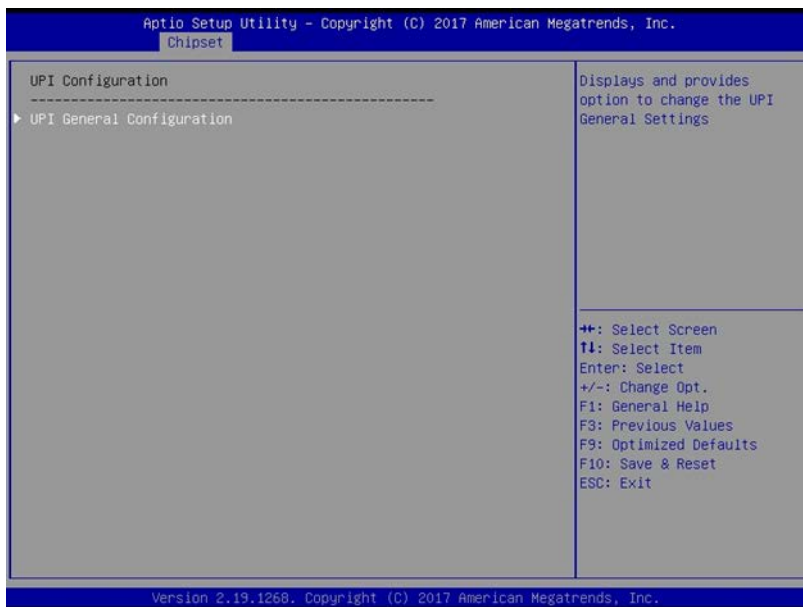 Aptio Setup Utility – Copyright (C) 2017 American Megatrends, Inc.
Chipset
UPI Configuration
--------------------------------------------------
▶ UPI General Configuration
Displays and provides
option to change the UPI
General Settings
→←: Select Screen
↑↓: Select Item
Enter: Select
+/-: Change Opt.
F1: General Help
F3: Previous Values
F9: Optimized Defaults
F10: Save & Reset
ESC: Exit
Version 2.19.1268. Copyright (C) 2017 American Megatrends, Inc.